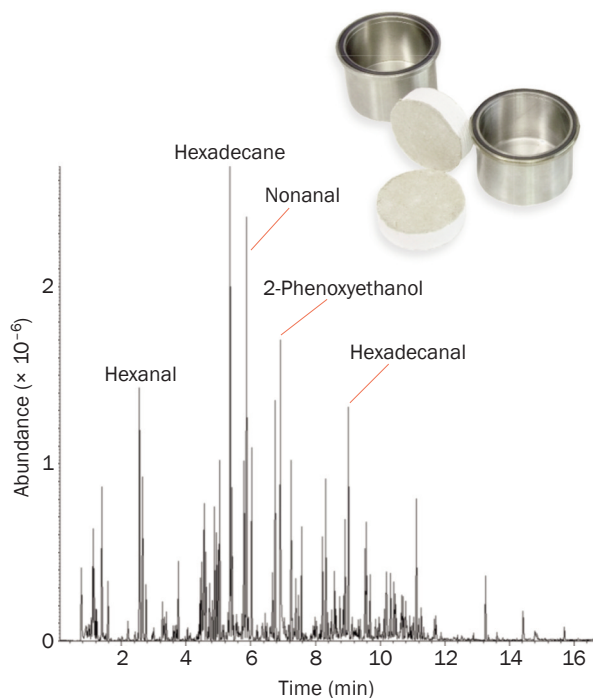 Hexadecane
Nonanal
2-Phenoxyethanol
Hexanal
Hexadecanal
Abundance (× 10⁻⁶)
2
1
0
2
4
6
8
10
12
14
16
Time (min)